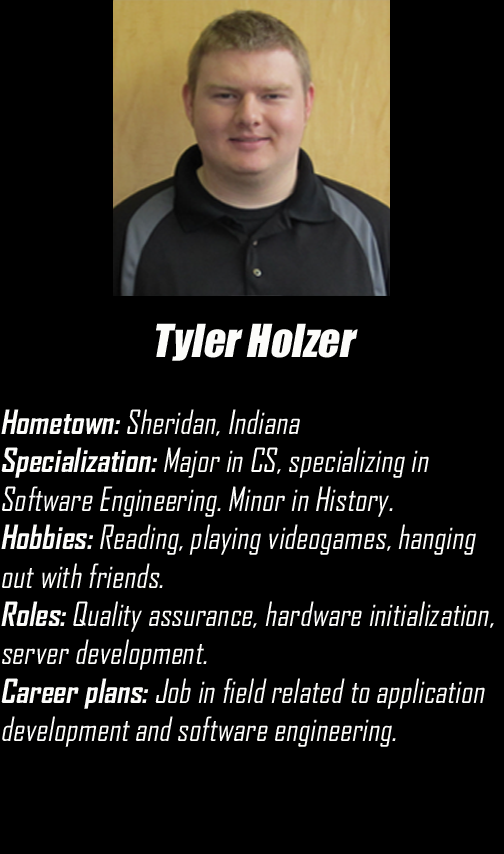 Tyler Holzer
Hometown: Sheridan, Indiana
Specialization: Major in CS, specializing in
Software Engineering. Minor in History.
Hobbies: Reading, playing videogames, hanging
out with friends.
Roles: Quality assurance, hardware initialization,
server development.
Career plans: Job in field related to application
development and software engineering.